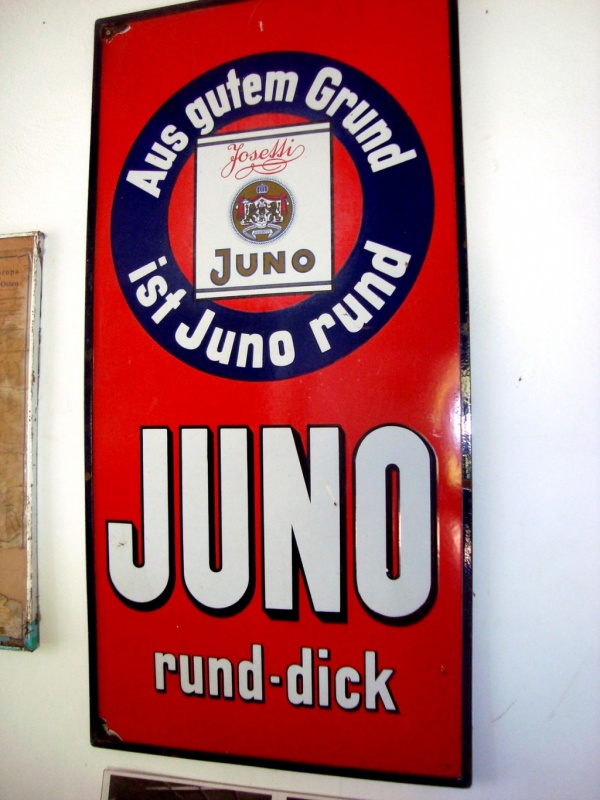 Aus gutem Grund
Josetti
JUNO
ist Juno rund
JUNO
rund-dick